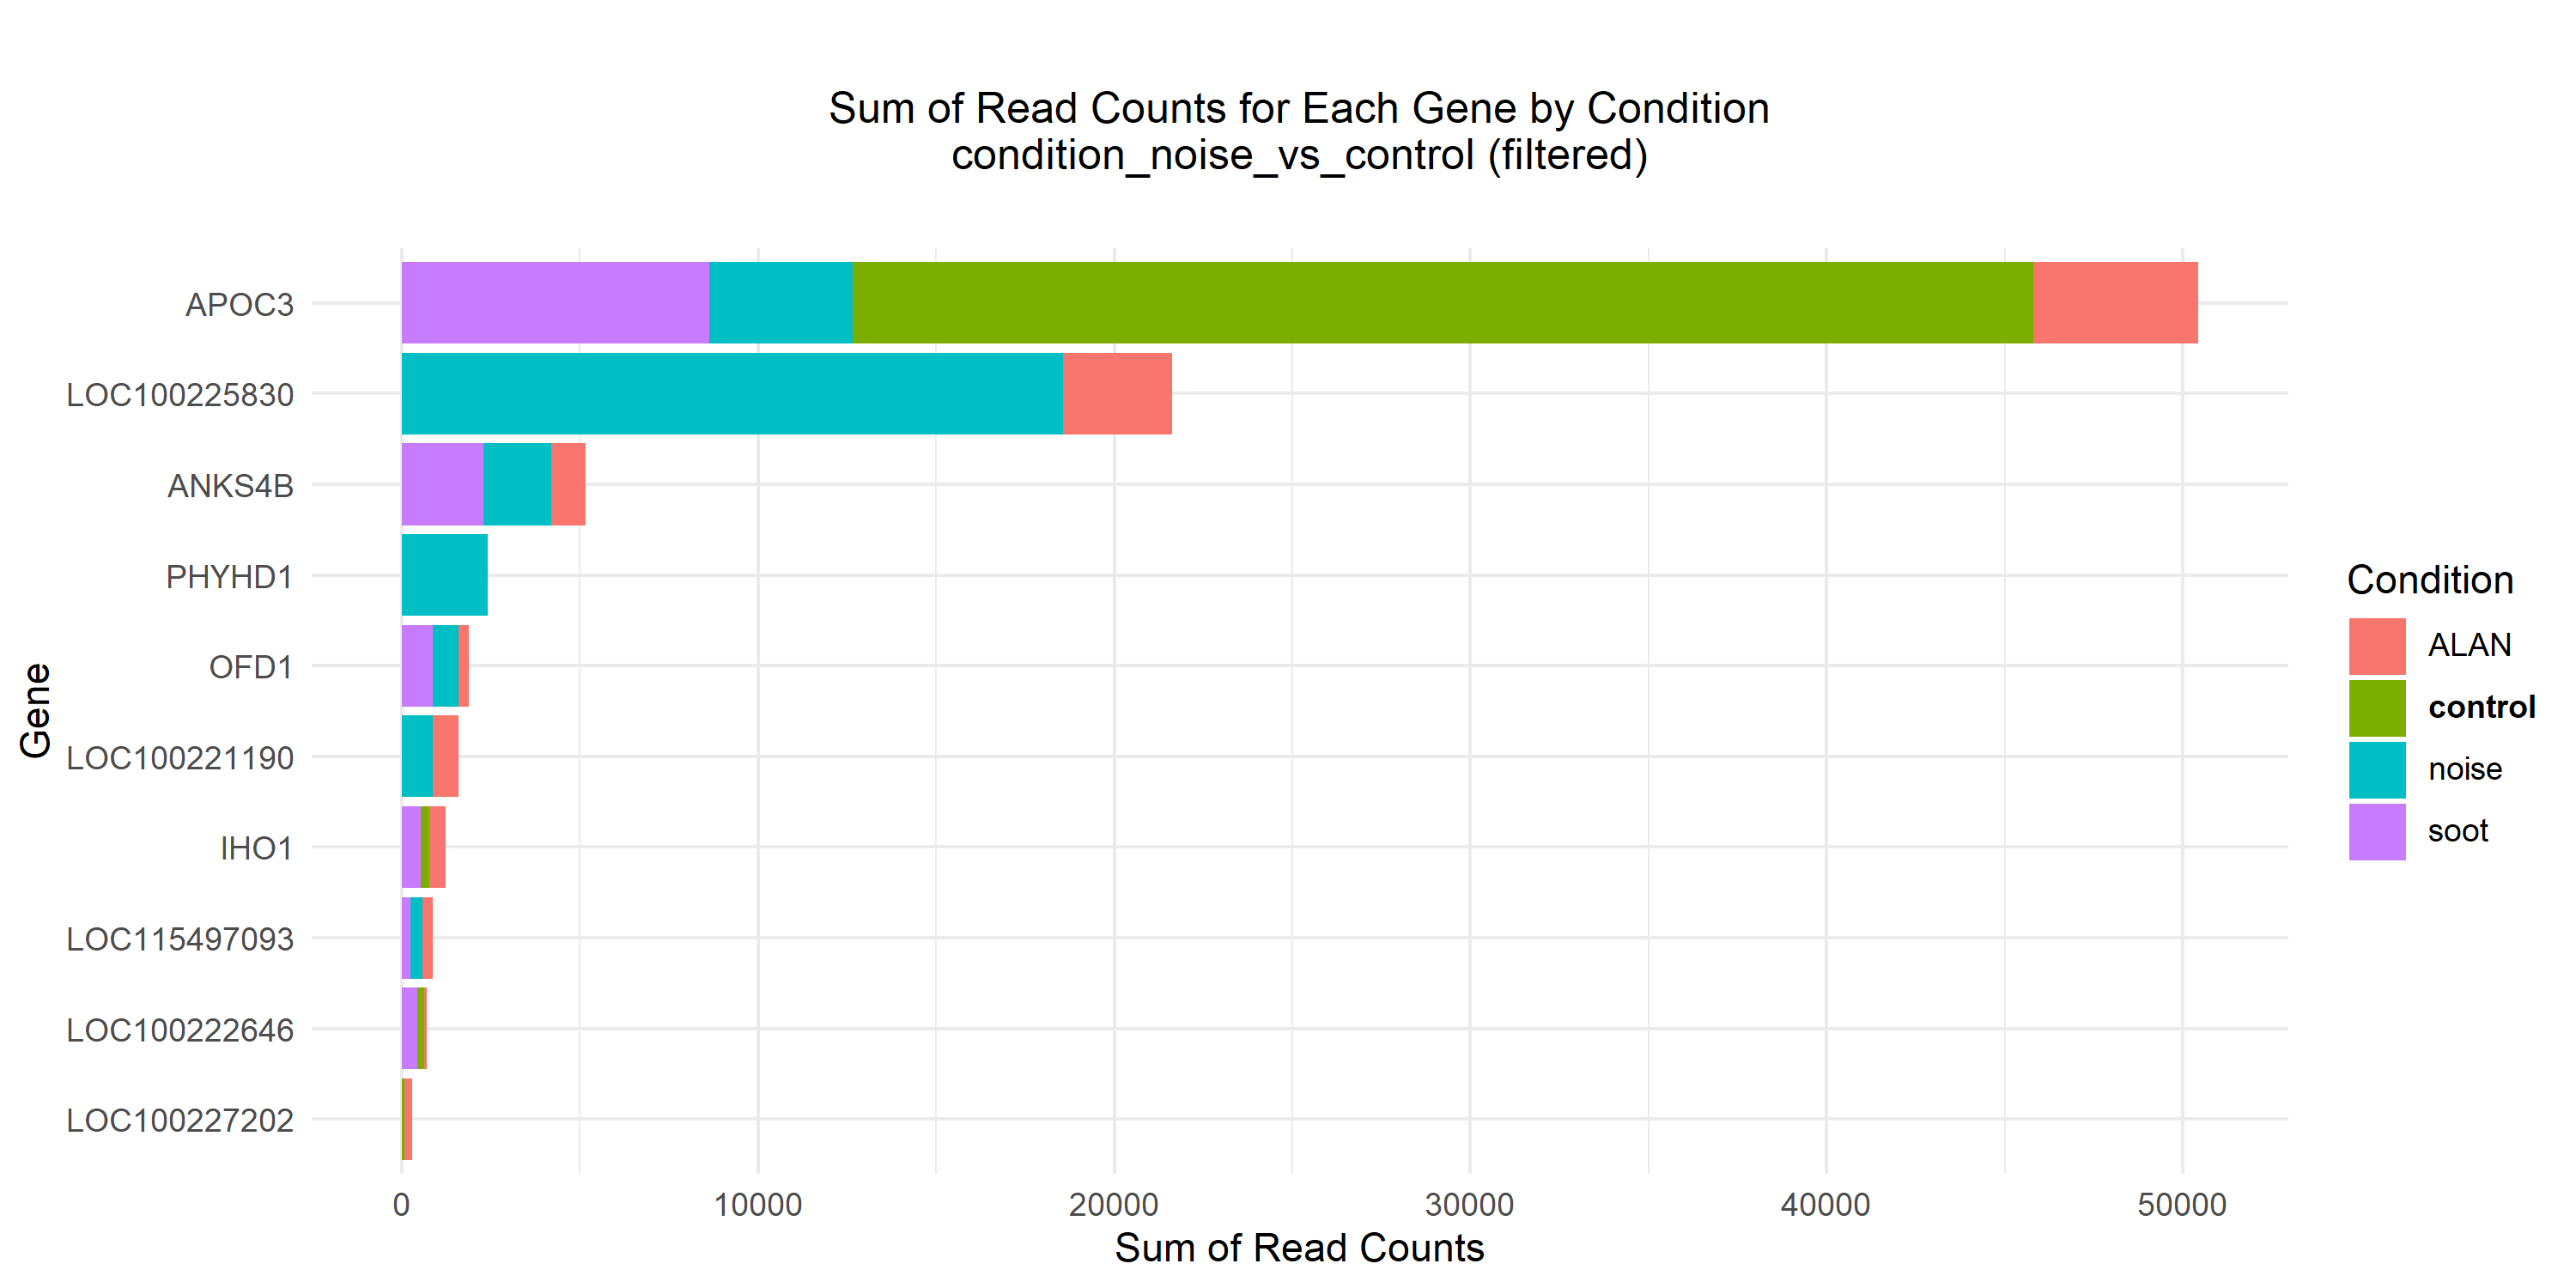 Sum of Read Counts for Each Gene by Condition
condition_noise_vs_control (filtered)
Gene
APOC3
LOC100225830
ANKS4B
PHYHD1
OFD1
LOC100221190
IHO1
LOC115497093
LOC100222646
LOC100227202
0 10000 20000 30000 40000 50000
Sum of Read Counts
Condition
ALAN
control
noise
soot